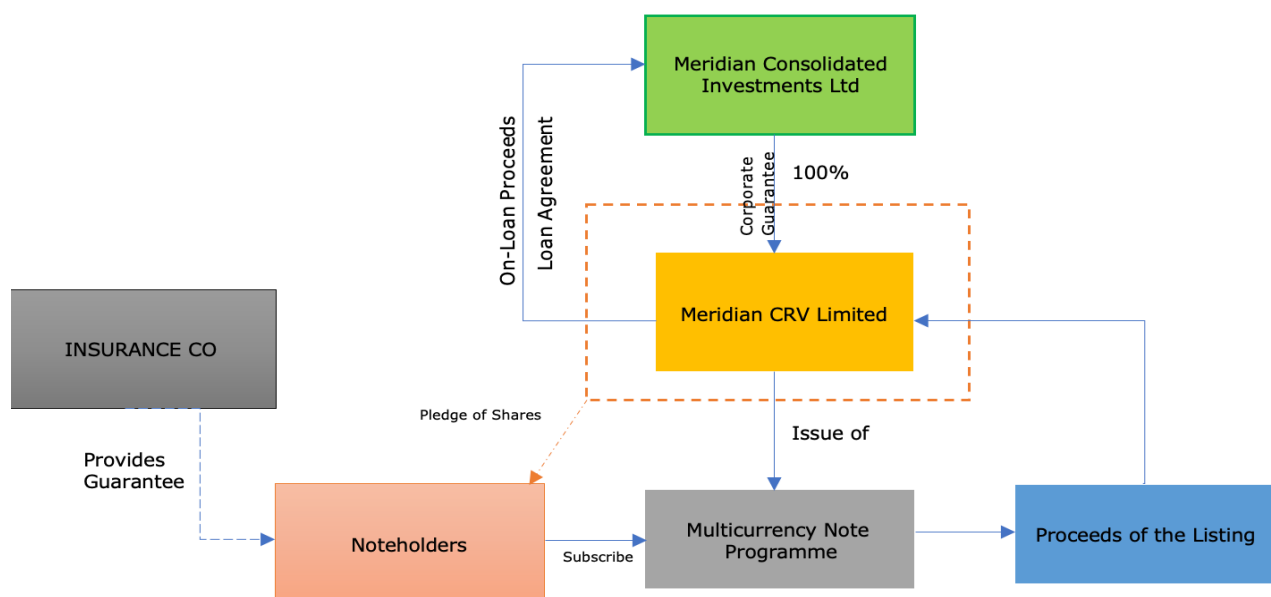 Meridian Consolidated
Investments Ltd
On-Loan Proceeds
Loan Agreement
Corporate
Guarantee
100%
Meridian CRV Limited
INSURANCE CO
Pledge of Shares
Issue of
Provides
Guarantee
Noteholders
Subscribe
Multicurrency Note
Programme
Proceeds of the Listing